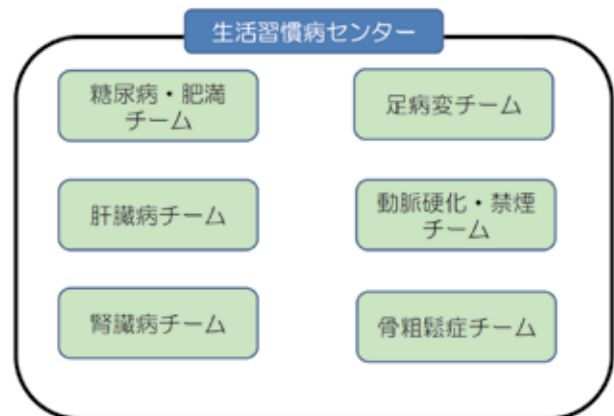 生活習慣病センター
糖尿病・肥満
チーム
足病変チーム
肝臓病チーム
動脈硬化・禁煙
チーム
腎臓病チーム
骨粗鬆症チーム